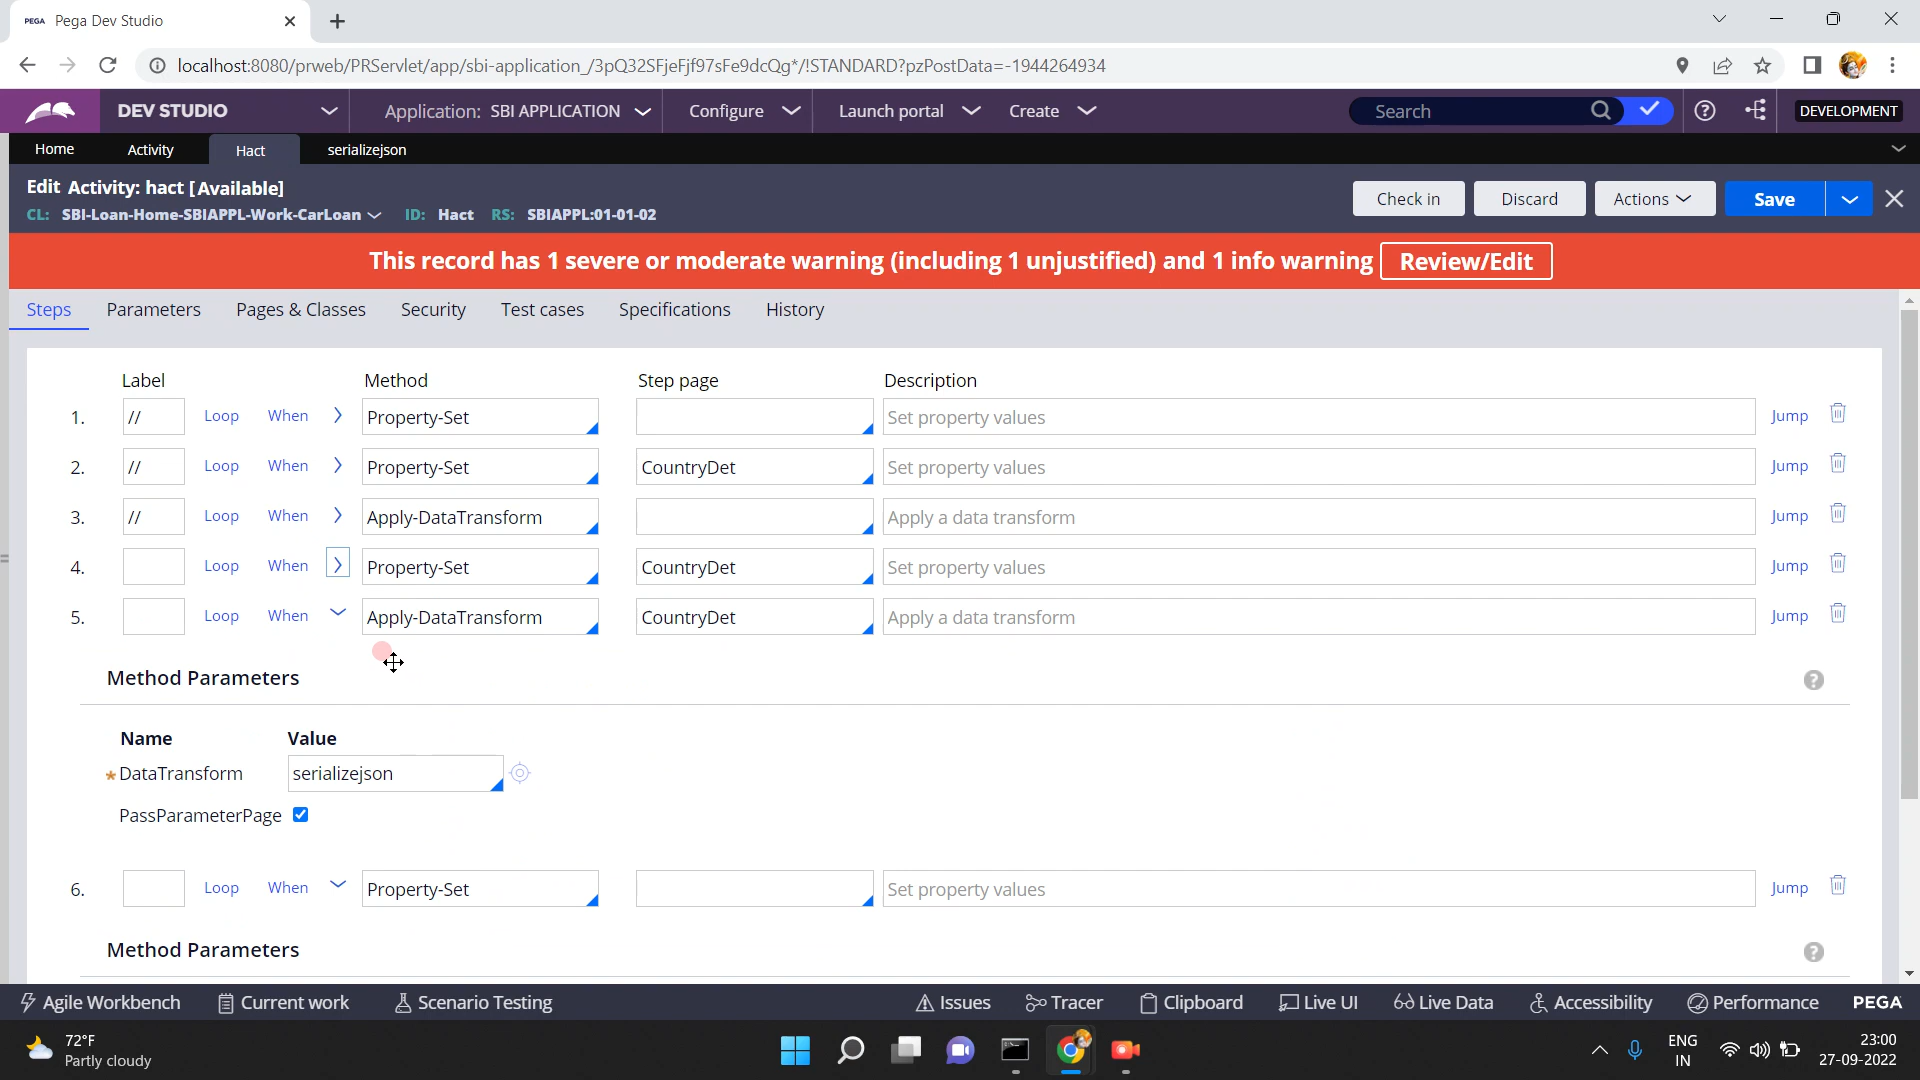 PEGA Pega Dev Studio
localhost:8080/prweb/PRServlet/app/sbi-application_/3pQ32SFjeFjf97sFe9dcQg*/!STANDARD?pzPostData=-1944264934
DEV STUDIO Application: SBI APPLICATION Configure Launch portal Create Search DEVELOPMENT
Home Activity Hact serializejson
Edit Activity: hact [Available] Check in Discard Actions Save
CL: SBI-Loan-Home-SBIAPPL-Work-CarLoan ID: Hact RS: SBIAPPL:01-01-02
This record has 1 severe or moderate warning (including 1 unjustified) and 1 info warning Review/Edit
Steps Parameters Pages & Classes Security Test cases Specifications History
Label Method Step page Description
1. // Loop When Property-Set Set property values Jump
2. // Loop When Property-Set CountryDet Set property values Jump
3. // Loop When Apply-DataTransform Apply a data transform Jump
4. Loop When Property-Set CountryDet Set property values Jump
5. Loop When Apply-DataTransform CountryDet Apply a data transform Jump
Method Parameters ?
Name Value
* DataTransform serializejson
PassParameterPage
6. Loop When Property-Set Set property values Jump
Method Parameters ?
Agile Workbench Current work Scenario Testing Issues Tracer Clipboard Live UI Live Data Accessibility Performance PEGA
72°F ENG 23:00
Partly cloudy IN 27-09-2022